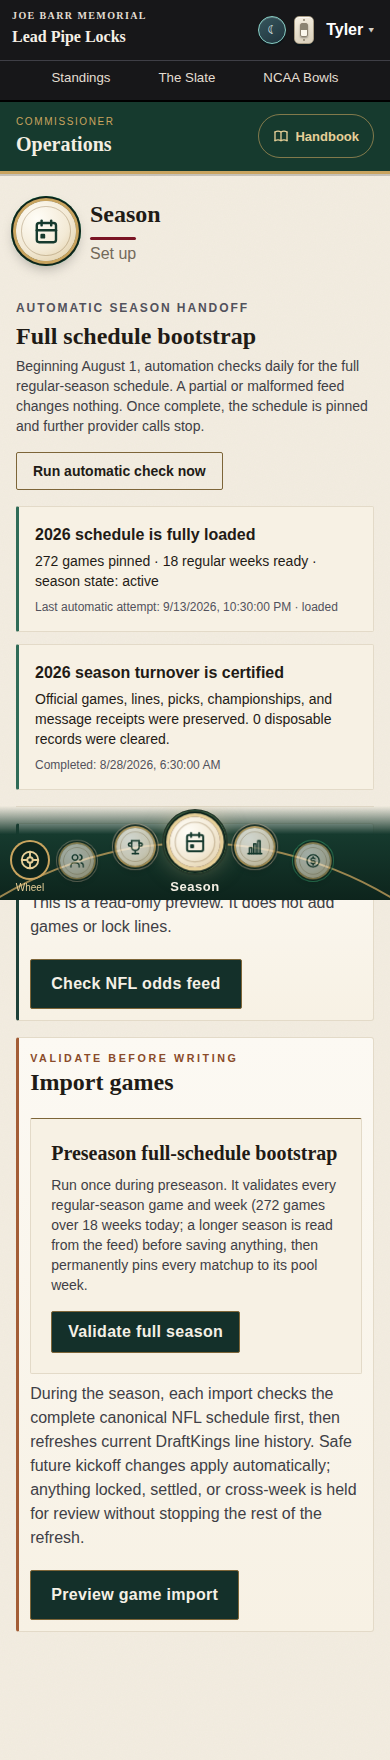 JOE BARR MEMORIAL
Lead Pipe Locks
Tyler
Standings
The Slate
NCAA Bowls
COMMISSIONER
Operations
Handbook
Season
Set up
AUTOMATIC SEASON HANDOFF
Full schedule bootstrap
Beginning August 1, automation checks daily for the full
regular-season schedule. A partial or malformed feed
changes nothing. Once complete, the schedule is pinned
and further provider calls stop.
Run automatic check now
2026 schedule is fully loaded
272 games pinned · 18 regular weeks ready ·
season state: active
Last automatic attempt: 9/13/2026, 10:30:00 PM · loaded
2026 season turnover is certified
Official games, lines, picks, championships, and
message receipts were preserved. 0 disposable
records were cleared.
Completed: 8/28/2026, 6:30:00 AM
Wheel
Season
This is a read-only preview. It does not add
games or lock lines.
Check NFL odds feed
VALIDATE BEFORE WRITING
Import games
Preseason full-schedule bootstrap
Run once during preseason. It validates every
regular-season game and week (272 games
over 18 weeks today; a longer season is read
from the feed) before saving anything, then
permanently pins every matchup to its pool
week.
Validate full season
During the season, each import checks the
complete canonical NFL schedule first, then
refreshes current DraftKings line history. Safe
future kickoff changes apply automatically;
anything locked, settled, or cross-week is held
for review without stopping the rest of the
refresh.
Preview game import